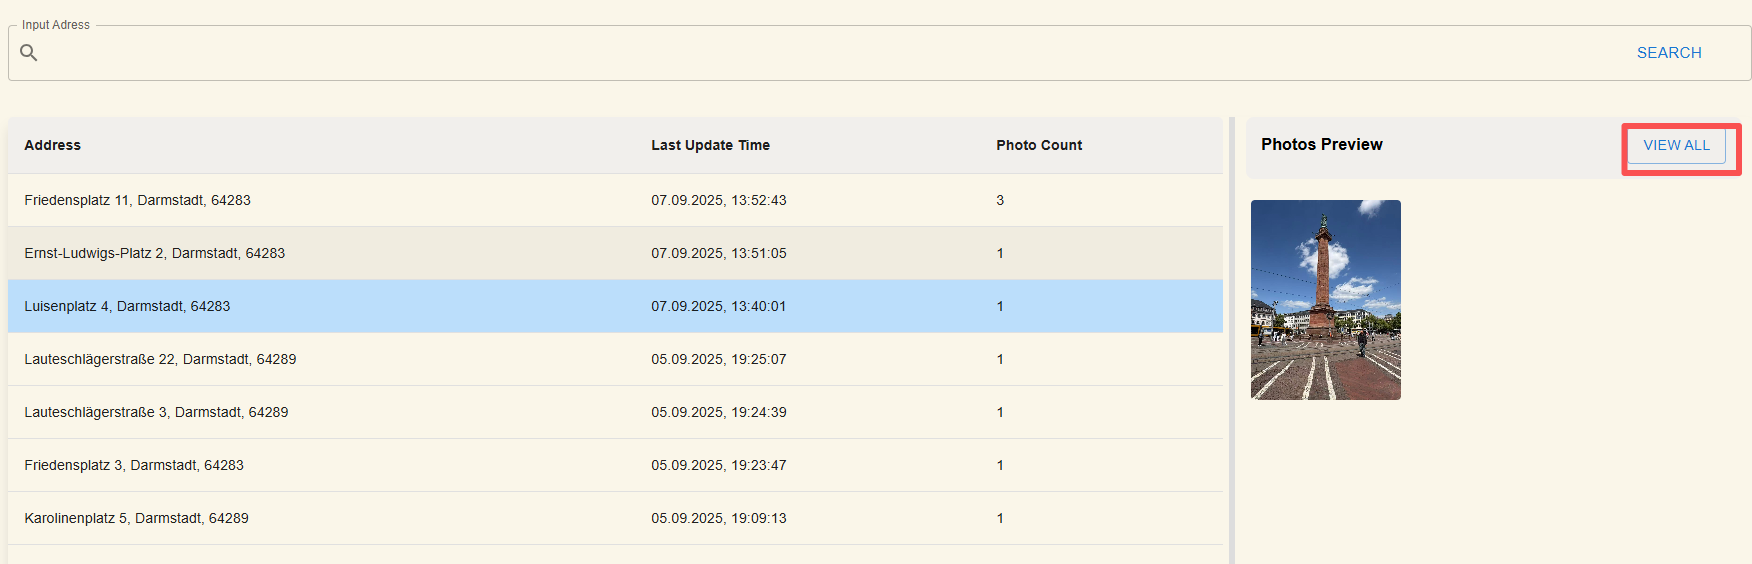 Input Adress
SEARCH
Address Last Update Time Photo Count
Friedensplatz 11, Darmstadt, 64283 07.09.2025, 13:52:43 3
Ernst-Ludwigs-Platz 2, Darmstadt, 64283 07.09.2025, 13:51:05 1
Luisenplatz 4, Darmstadt, 64283 07.09.2025, 13:40:01 1
Lauteschlägerstraße 22, Darmstadt, 64289 05.09.2025, 19:25:07 1
Lauteschlägerstraße 3, Darmstadt, 64289 05.09.2025, 19:24:39 1
Friedensplatz 3, Darmstadt, 64283 05.09.2025, 19:23:47 1
Karolinenplatz 5, Darmstadt, 64289 05.09.2025, 19:09:13 1
Photos Preview VIEW ALL